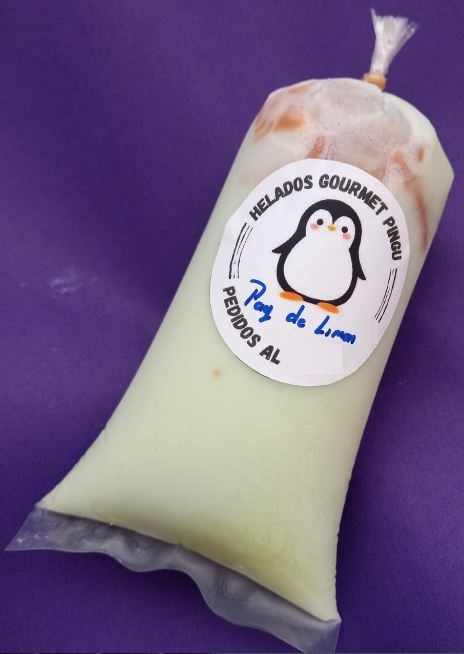 HELADOS GOURMET PINGU
Pay de Limon
PEDIDOS AL